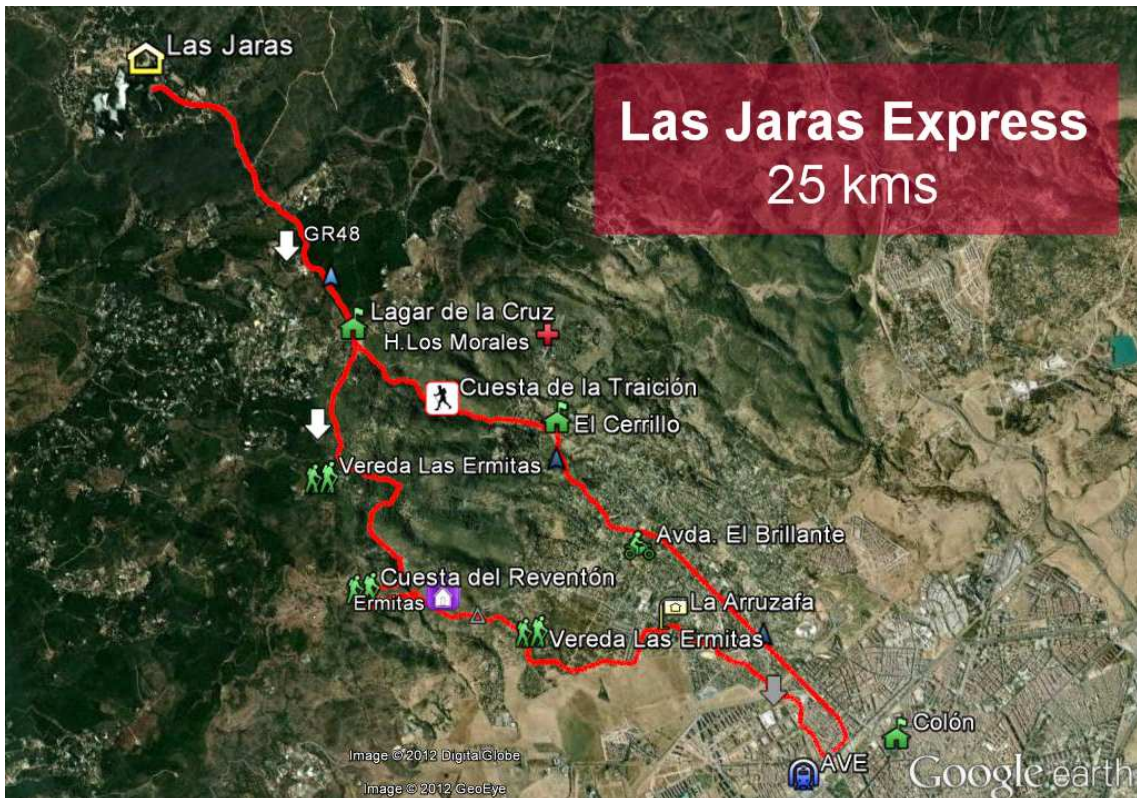 Las Jaras
Las Jaras Express
25 kms
GR48
Lagar de la Cruz
H.Los Morales
Cuesta de la Traición
El Cerrillo
Vereda Las Ermitas
Avda. El Brillante
Cuesta del Reventón
Ermitas
La Arruzafa
Vereda Las Ermitas
Colón
AVE
Image © 2012 DigitalGlobe
Image © 2012 GeoEye
Google earth